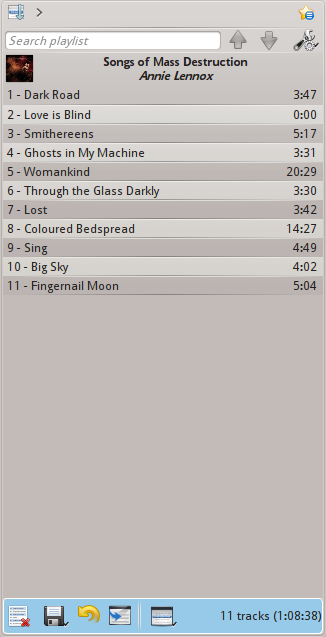 Search playlist
Songs of Mass Destruction
Annie Lennox
1 - Dark Road 3:47
2 - Love is Blind 0:00
3 - Smithereens 5:17
4 - Ghosts in My Machine 3:31
5 - Womankind 20:29
6 - Through the Glass Darkly 3:30
7 - Lost 3:42
8 - Coloured Bedspread 14:27
9 - Sing 4:49
10 - Big Sky 4:02
11 - Fingernail Moon 5:04
11 tracks (1:08:38)